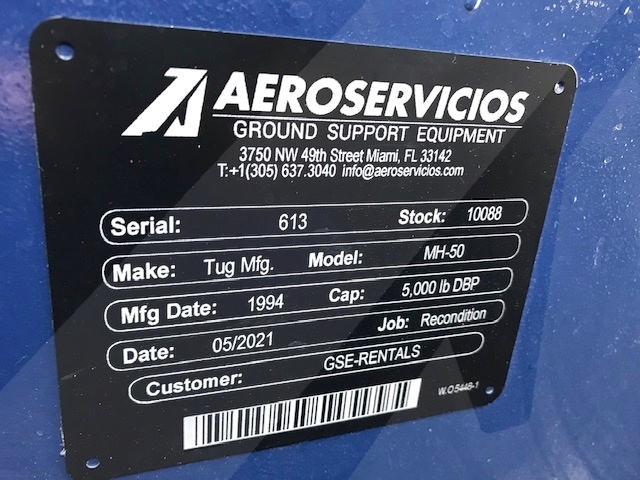 AEROSERVICIOS
GROUND SUPPORT EQUIPMENT
3750 NW 49th Street Miami, FL 33142
T:+1(305) 637.3040 info@aeroservicios.com
Serial: 613 Stock: 10088
Make: Tug Mfg. Model: MH-50
Mfg Date: 1994 Cap: 5,000 lb DBP
Date: 05/2021 Job: Recondition
Customer: GSE-RENTALS
W.O 5448-1